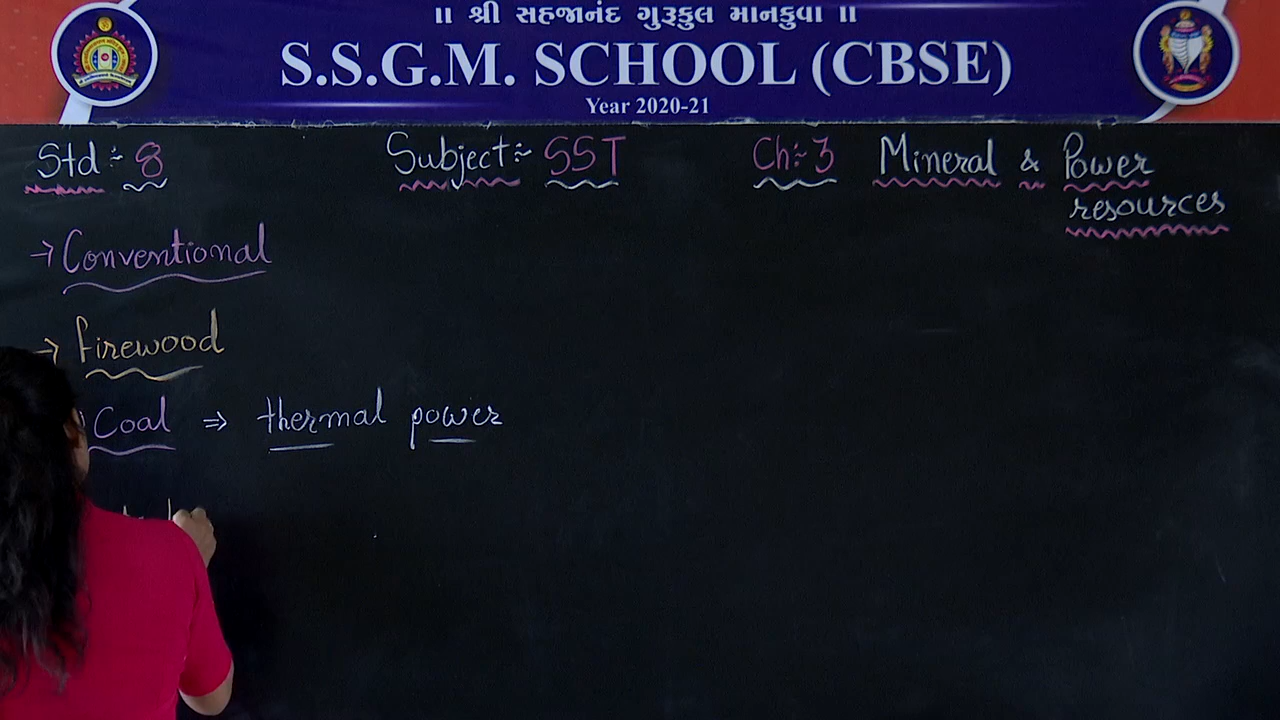 ॥ શ્રી સહજાનંદ ગુરૂકુલ માનકુવા ॥
S.S.G.M. SCHOOL (CBSE)
Year 2020-21
Std :- 8 Subject :- SST Ch :- 3 Mineral & Power
resources
→ Conventional
→ firewood
Coal ⇒ thermal power